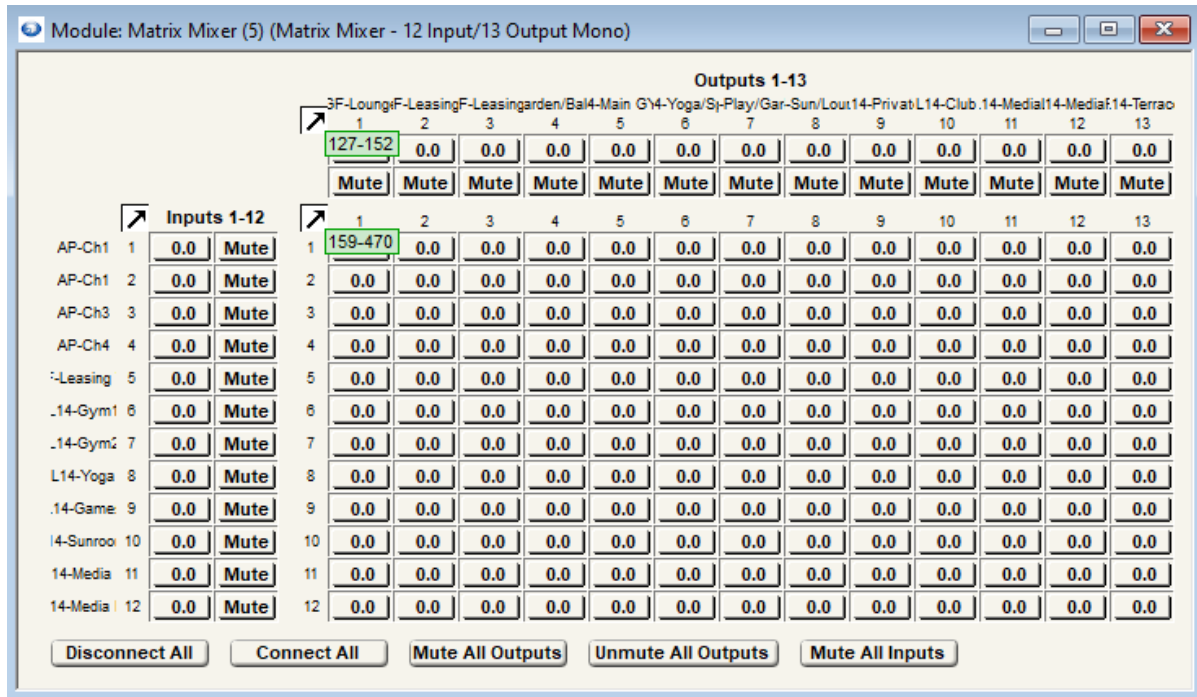 Module: Matrix Mixer (5) (Matrix Mixer - 12 Input/13 Output Mono)
Outputs 1-13
F-Leasing 4-Main 14-Privat L14-Club
1 2 3 4 5 6 7 8 9 10 11 12 13
127-152 0.0 0.0 0.0 0.0 0.0 0.0 0.0 0.0 0.0 0.0 0.0 0.0
Mute Mute Mute Mute Mute Mute Mute Mute Mute Mute Mute Mute Mute
Inputs 1-12 1 2 3 4 5 6 7 8 9 10 11 12 13
AP-Ch1 1 0.0 Mute 1 159-470 0.0 0.0 0.0 0.0 0.0 0.0 0.0 0.0 0.0 0.0 0.0 0.0
AP-Ch1 2 0.0 Mute 2 0.0 0.0 0.0 0.0 0.0 0.0 0.0 0.0 0.0 0.0 0.0 0.0 0.0
AP-Ch3 3 0.0 Mute 3 0.0 0.0 0.0 0.0 0.0 0.0 0.0 0.0 0.0 0.0 0.0 0.0 0.0
AP-Ch4 4 0.0 Mute 4 0.0 0.0 0.0 0.0 0.0 0.0 0.0 0.0 0.0 0.0 0.0 0.0 0.0
-Leasing 5 0.0 Mute 5 0.0 0.0 0.0 0.0 0.0 0.0 0.0 0.0 0.0 0.0 0.0 0.0 0.0
.14-Gym1 6 0.0 Mute 6 0.0 0.0 0.0 0.0 0.0 0.0 0.0 0.0 0.0 0.0 0.0 0.0 0.0
.14-Gym2 7 0.0 Mute 7 0.0 0.0 0.0 0.0 0.0 0.0 0.0 0.0 0.0 0.0 0.0 0.0 0.0
L14-Yoga 8 0.0 Mute 8 0.0 0.0 0.0 0.0 0.0 0.0 0.0 0.0 0.0 0.0 0.0 0.0 0.0
.14-Game 9 0.0 Mute 9 0.0 0.0 0.0 0.0 0.0 0.0 0.0 0.0 0.0 0.0 0.0 0.0 0.0
14-Sunroo 10 0.0 Mute 10 0.0 0.0 0.0 0.0 0.0 0.0 0.0 0.0 0.0 0.0 0.0 0.0 0.0
14-Media 11 0.0 Mute 11 0.0 0.0 0.0 0.0 0.0 0.0 0.0 0.0 0.0 0.0 0.0 0.0 0.0
14-Media 12 0.0 Mute 12 0.0 0.0 0.0 0.0 0.0 0.0 0.0 0.0 0.0 0.0 0.0 0.0 0.0
Disconnect All Connect All Mute All Outputs Unmute All Outputs Mute All Inputs